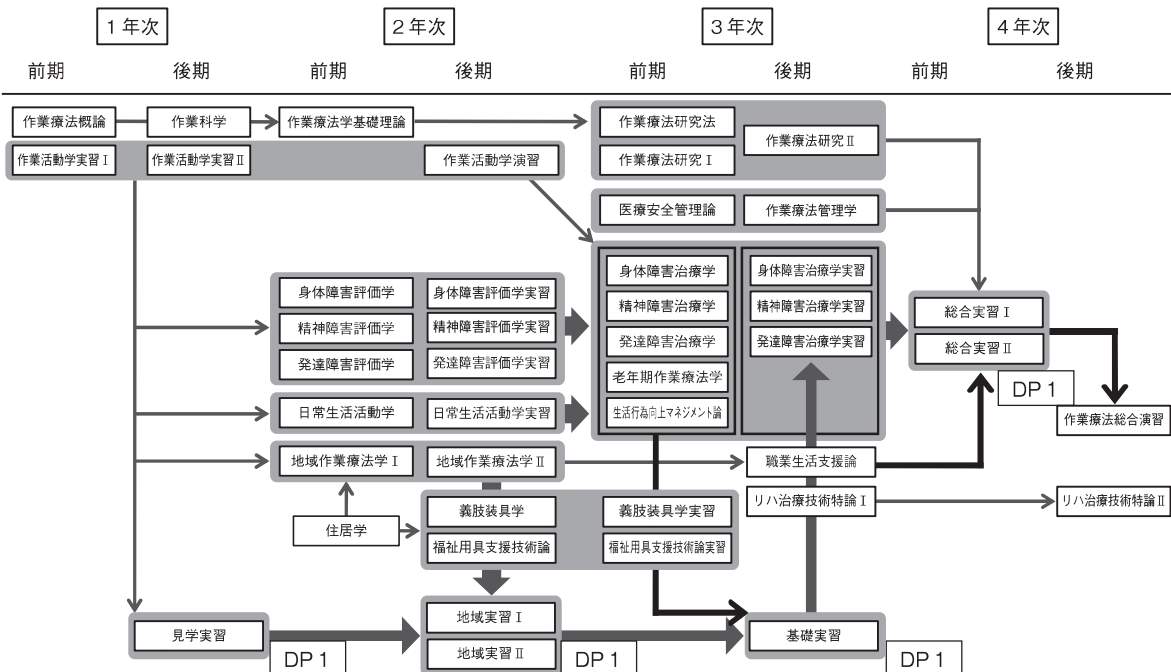 1年次
2年次
3年次
4年次
前期
後期
前期
後期
前期
後期
前期
後期
作業療法概論
作業科学
作業療法学基礎理論
作業療法研究法
作業療法研究Ⅱ
作業活動学実習Ⅰ
作業活動学実習Ⅱ
作業活動学演習
作業療法研究Ⅰ
医療安全管理論
作業療法管理学
身体障害評価学
身体障害評価学実習
身体障害治療学
身体障害治療学実習
精神障害評価学
精神障害評価学実習
精神障害治療学
精神障害治療学実習
総合実習Ⅰ
発達障害評価学
発達障害評価学実習
発達障害治療学
発達障害治療学実習
総合実習Ⅱ
老年期作業療法学
DP 1
日常生活活動学
日常生活活動学実習
生活行為向上マネジメント論
作業療法総合演習
地域作業療法学Ⅰ
地域作業療法学Ⅱ
職業生活支援論
リハ治療技術特論Ⅰ
リハ治療技術特論Ⅱ
義肢装具学
義肢装具学実習
住居学
福祉用具支援技術論
福祉用具支援技術論実習
地域実習Ⅰ
見学実習
基礎実習
地域実習Ⅱ
DP 1
DP 1
DP 1